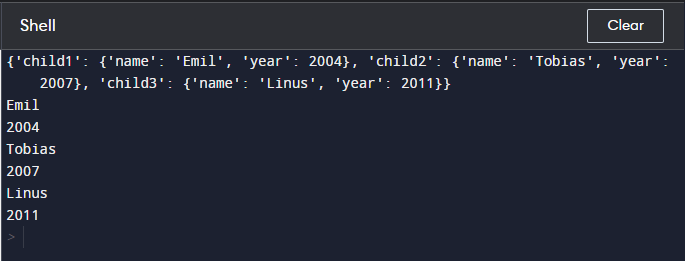 Shell
Clear
{'child1': {'name': 'Emil', 'year': 2004}, 'child2': {'name': 'Tobias', 'year':
2007}, 'child3': {'name': 'Linus', 'year': 2011}}
Emil
2004
Tobias
2007
Linus
2011
>